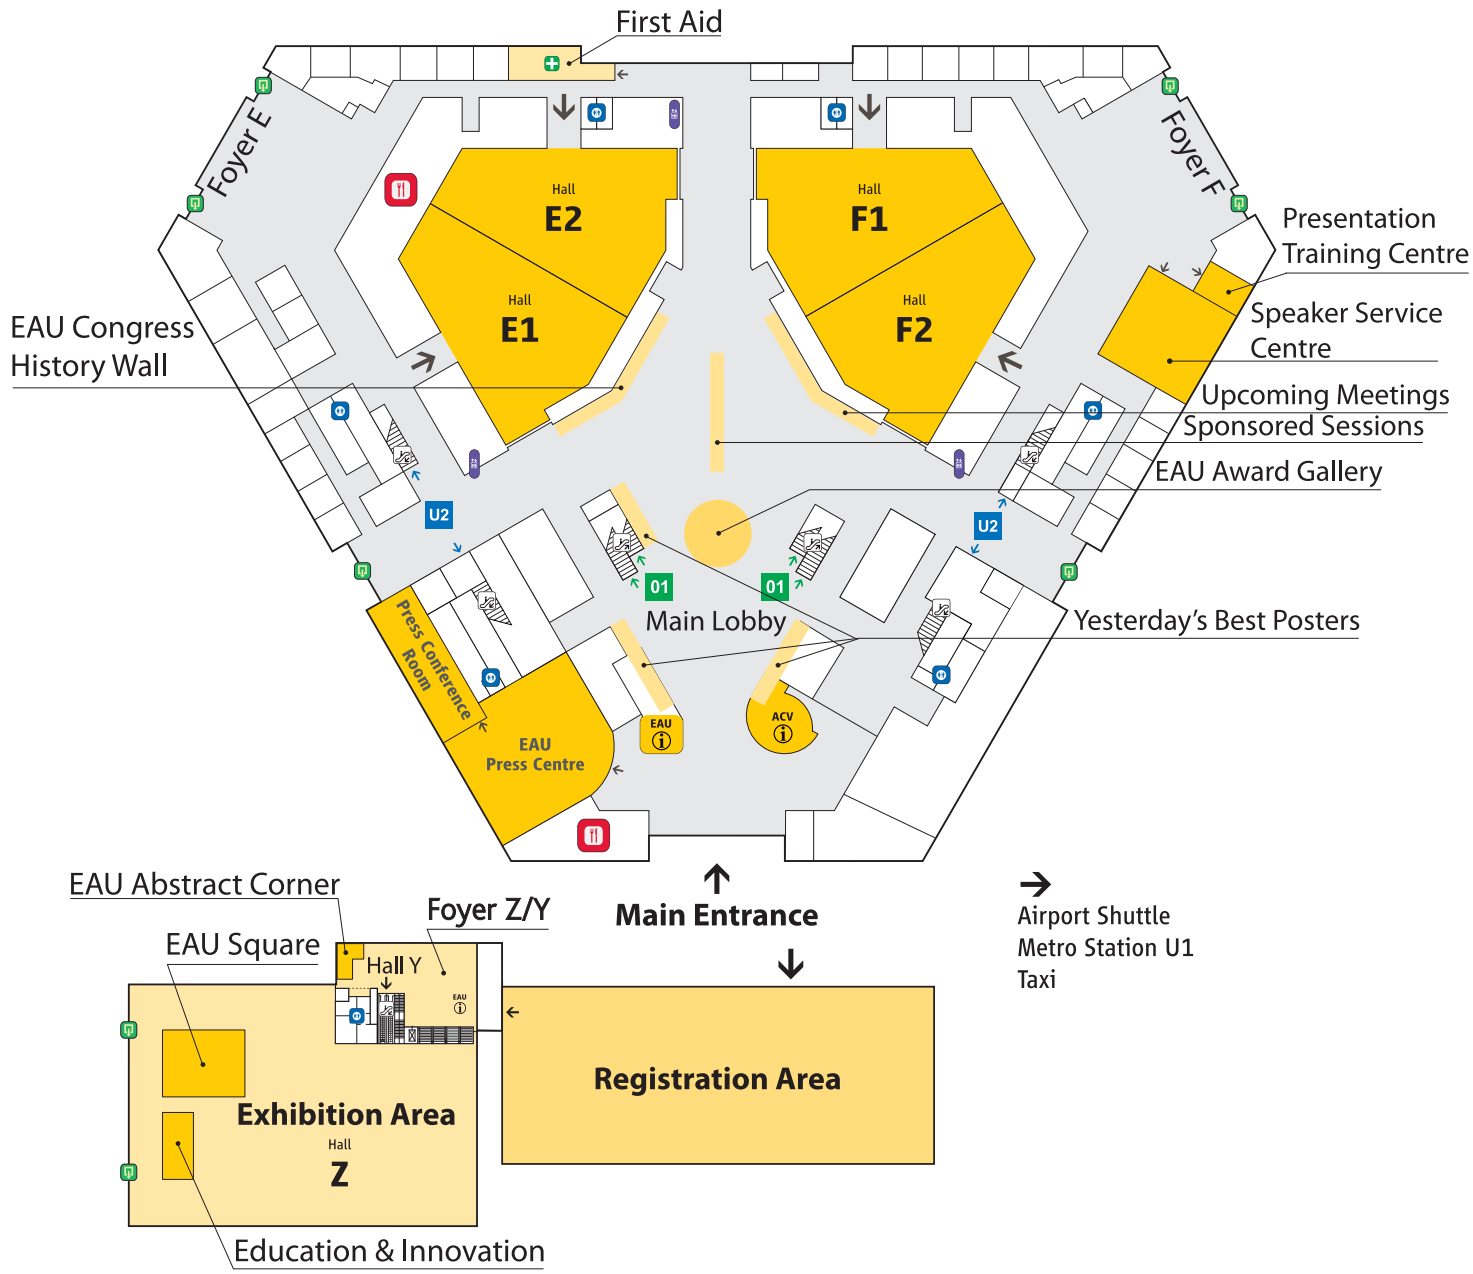 First Aid
Foyer E
Foyer F
Hall
E2
Hall
F1
Presentation
Training Centre
Hall
E1
Hall
F2
Speaker Service
Centre
EAU Congress
History Wall
Upcoming Meetings
Sponsored Sessions
EAU Award Gallery
U2
U2
01
01
Main Lobby
Yesterday's Best Posters
Press Conference
Room
EAU
i
ACV
i
EAU
Press Centre
Main Entrance
Airport Shuttle
Metro Station U1
Taxi
EAU Abstract Corner
Foyer Z/Y
EAU Square
Hall Y
EAU
i
Registration Area
Exhibition Area
Hall
Z
Education & Innovation